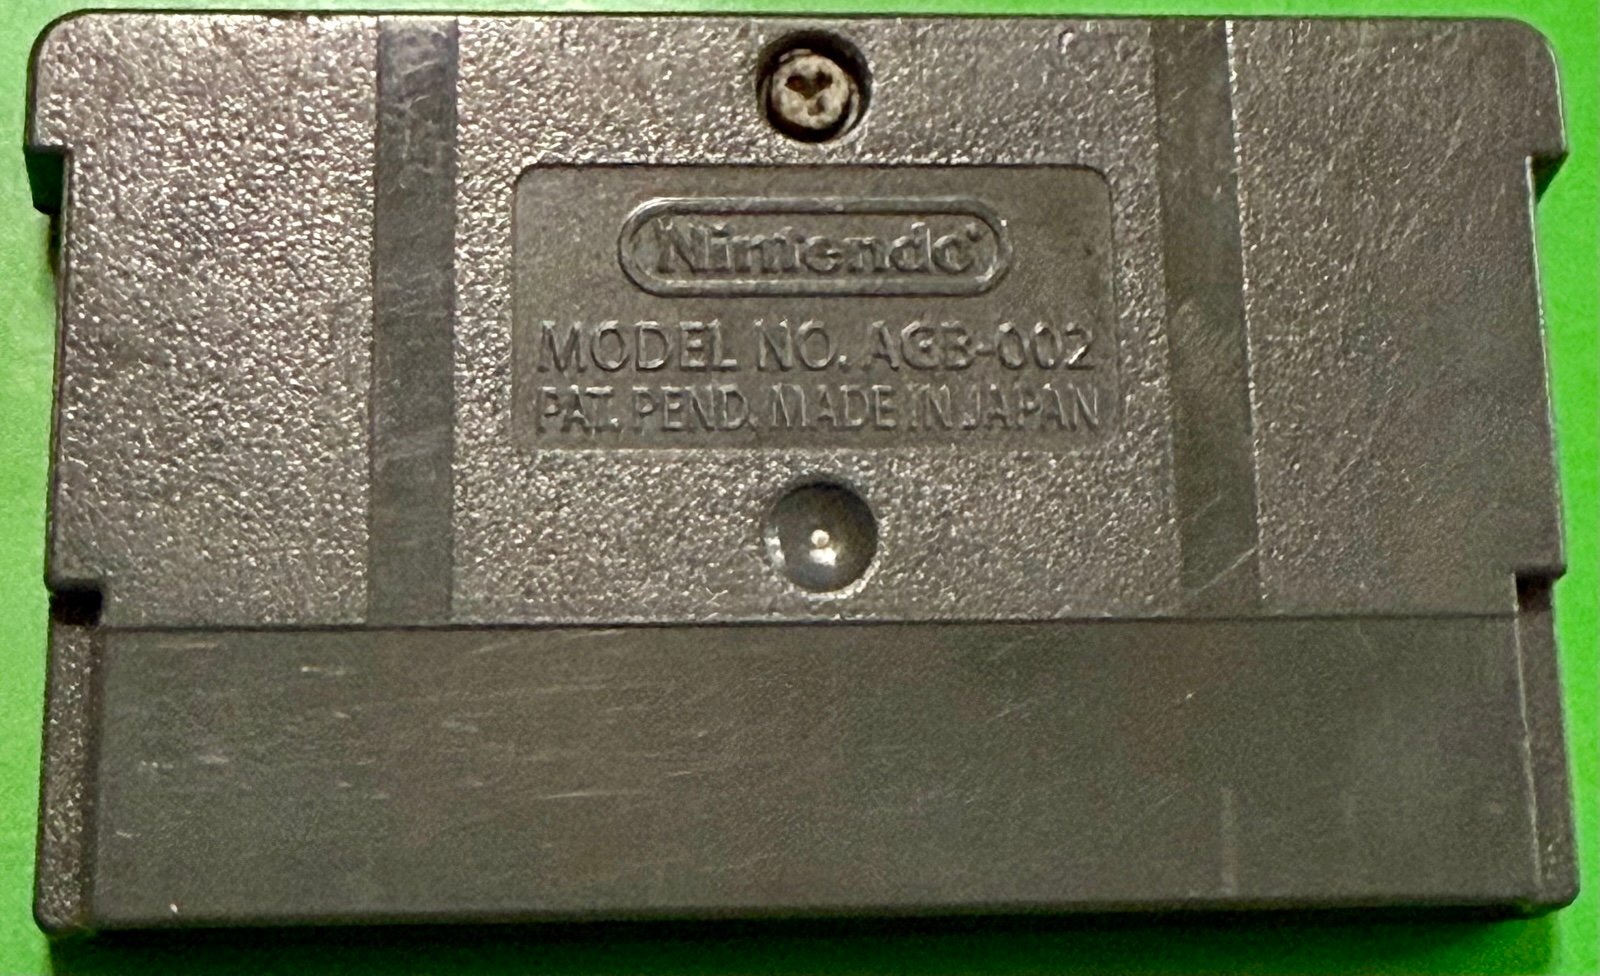 Nintendo
MODEL NO. AGB-002
PAT. PEND. MADE IN JAPAN